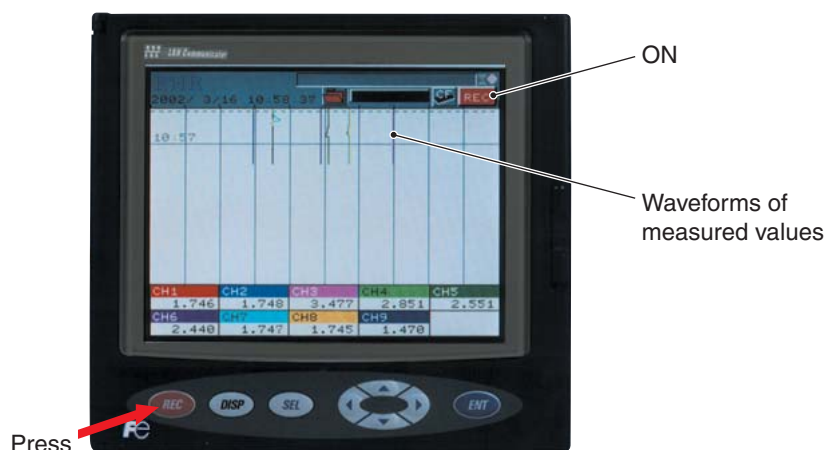 ON
PHR
2002/ 3/16 10:58 37 CF REC
10:57
Waveforms of
measured values
CH1 CH2 CH3 CH4 CH5
1.746 1.748 3.477 2.851 2.551
CH6 CH7 CH8 CH9
2.440 1.747 1.745 1.470
REC DISP SEL ENT
Press
Fe